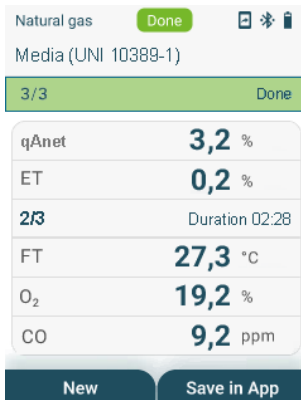 Natural gas Done
Media (UNI 10389-1)
3/3 Done
qAnet 3,2 %
ET 0,2 %
2/3 Duration 02:28
FT 27,3 °C
O₂ 19,2 %
CO 9,2 ppm
New Save in App